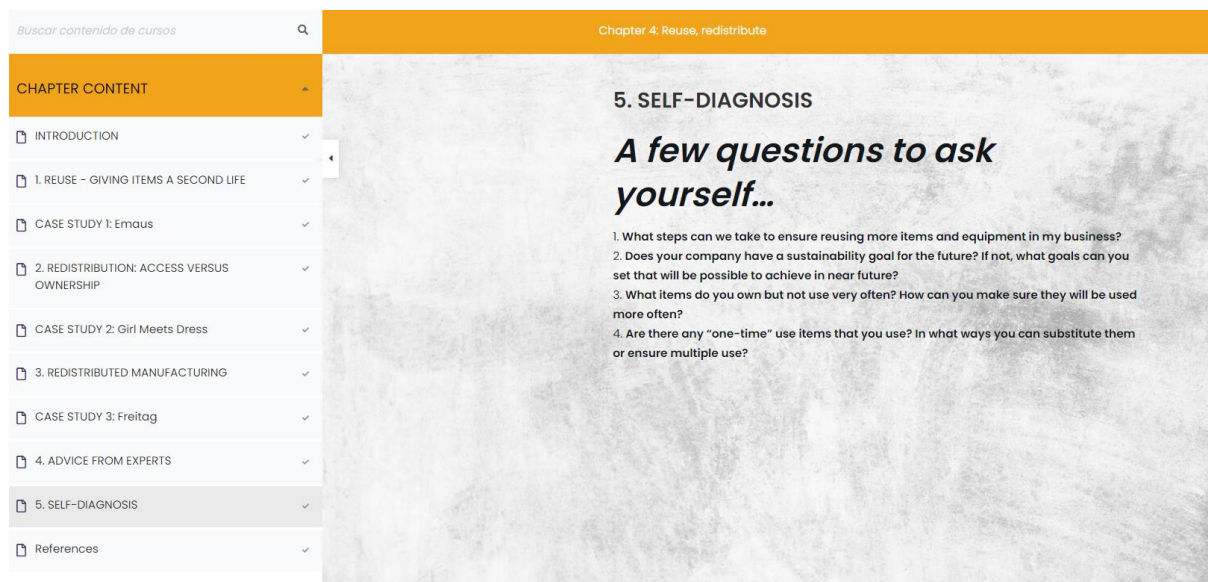 Buscar contenido de cursos
CHAPTER CONTENT
INTRODUCTION
1. REUSE - GIVING ITEMS A SECOND LIFE
CASE STUDY 1: Emaus
2. REDISTRIBUTION: ACCESS VERSUS
OWNERSHIP
CASE STUDY 2: Girl Meets Dress
3. REDISTRIBUTED MANUFACTURING
CASE STUDY 3: Freitag
4. ADVICE FROM EXPERTS
5. SELF-DIAGNOSIS
References
Chapter 4: Reuse, redistribute
5. SELF-DIAGNOSIS
A few questions to ask
yourself...
1. What steps can we take to ensure reusing more items and equipment in my business?
2. Does your company have a sustainability goal for the future? If not, what goals can you
set that will be possible to achieve in near future?
3. What items do you own but not use very often? How can you make sure they will be used
more often?
4. Are there any “one-time” use items that you use? In what ways you can substitute them
or ensure multiple use?